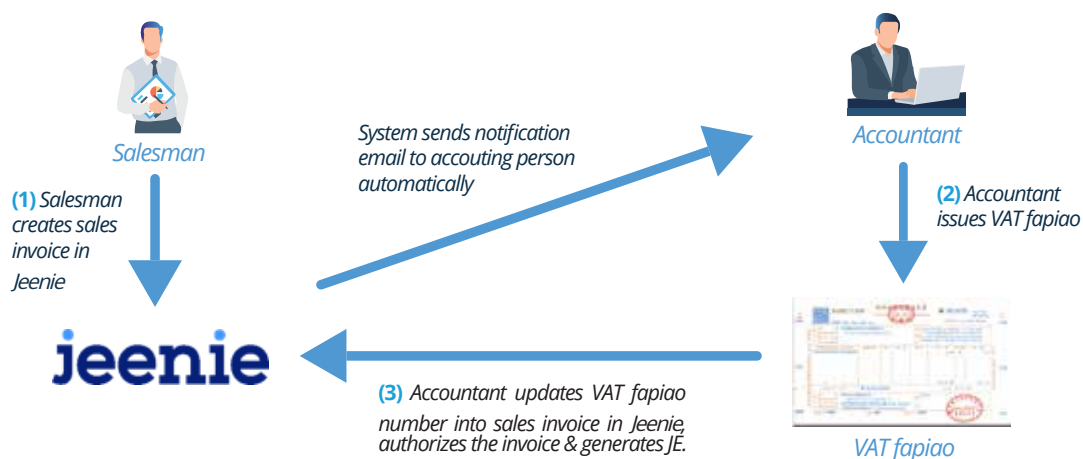 Salesman
(1) Salesman
creates sales
invoice in
Jeenie
jeenie
System sends notification
email to accouting person
automatically
Accountant
(2) Accountant
issues VAT fapiao
(3) Accountant updates VAT fapiao
number into sales invoice in Jeenie,
authorizes the invoice & generates JE.
VAT fapiao